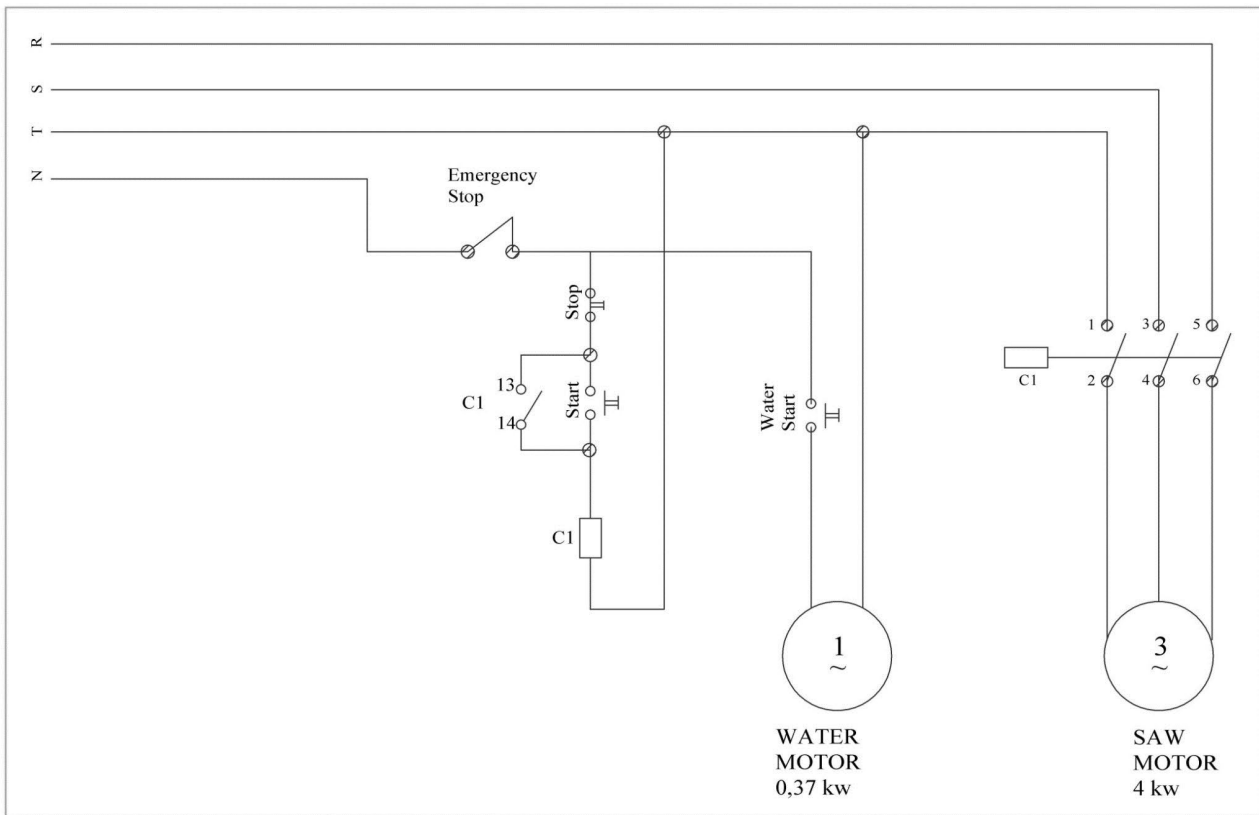 R
S
T
N
Emergency
Stop
Stop
13
C1
14
Start
C1
Water
Start
1
3
5
C1
2
4
6
1
~
3
~
WATER
MOTOR
0,37 kw
SAW
MOTOR
4 kw